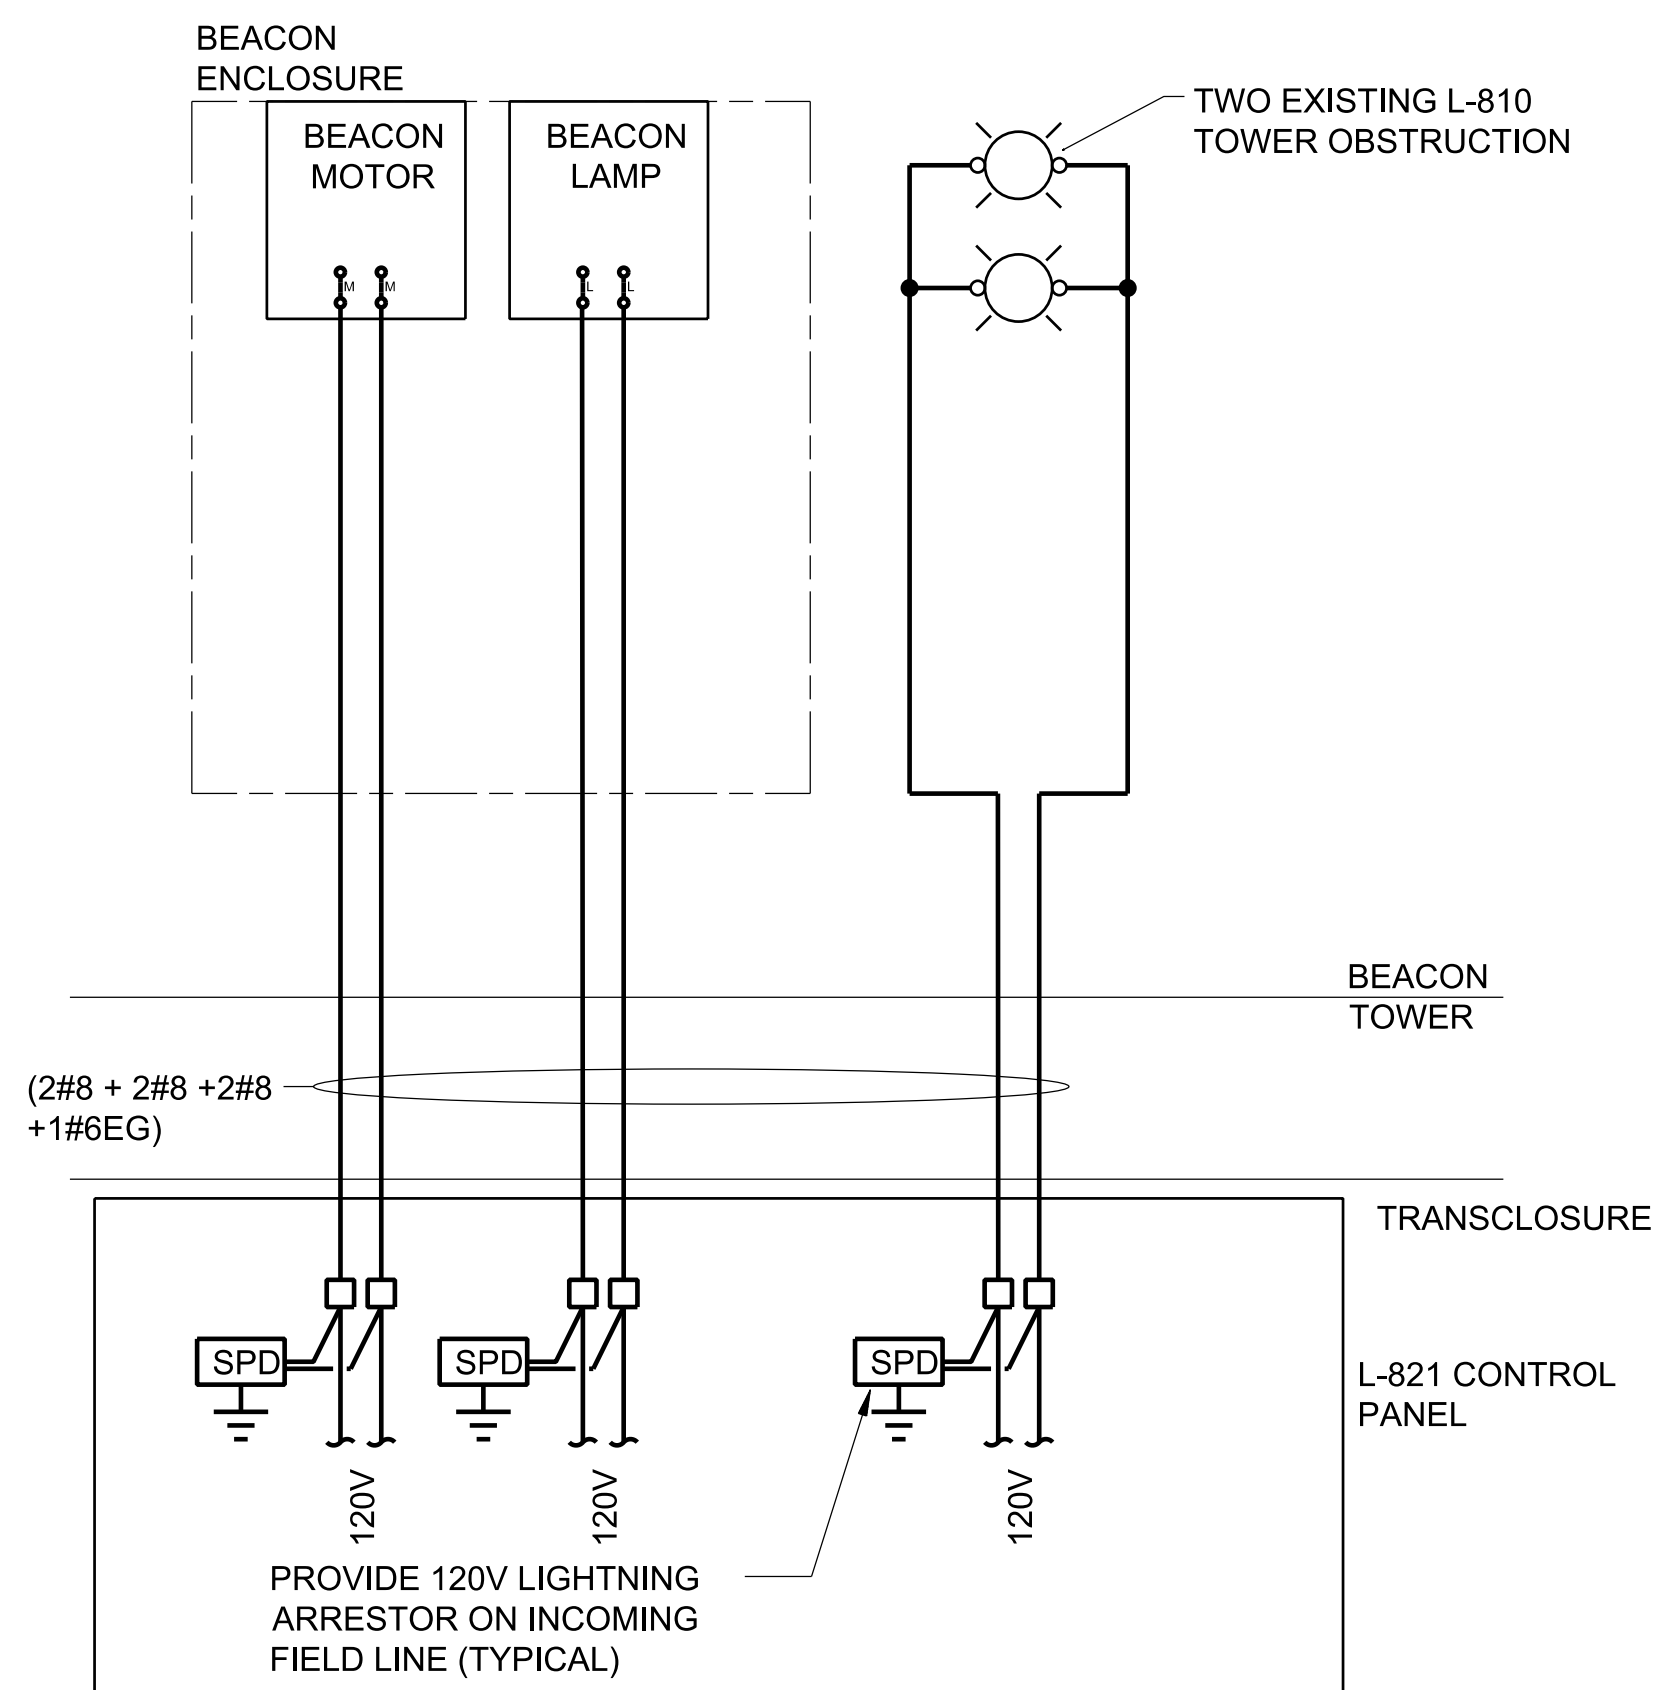 BEACON
ENCLOSURE
BEACON
MOTOR
BEACON
LAMP
TWO EXISTING L-810
TOWER OBSTRUCTION
M
M
L
L
BEACON
TOWER
(2#8 + 2#8 +2#8
+1#6EG)
TRANSCLOSURE
SPD
SPD
SPD
L-821 CONTROL
PANEL
120V
120V
120V
PROVIDE 120V LIGHTNING
ARRESTOR ON INCOMING
FIELD LINE (TYPICAL)